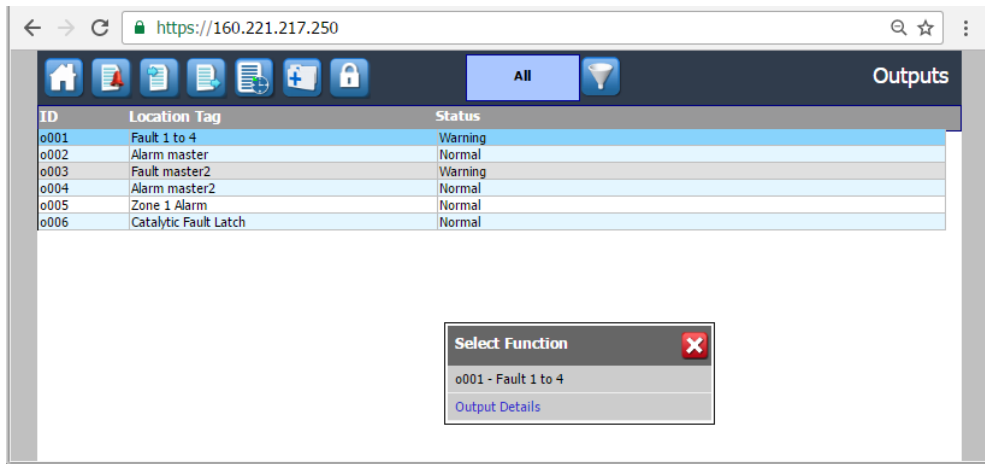 https://160.221.217.250
All
Outputs
ID Location Tag Status
o001 Fault 1 to 4 Warning
o002 Alarm master Normal
o003 Fault master2 Warning
o004 Alarm master2 Normal
o005 Zone 1 Alarm Normal
o006 Catalytic Fault Latch Normal
Select Function
o001 - Fault 1 to 4
Output Details